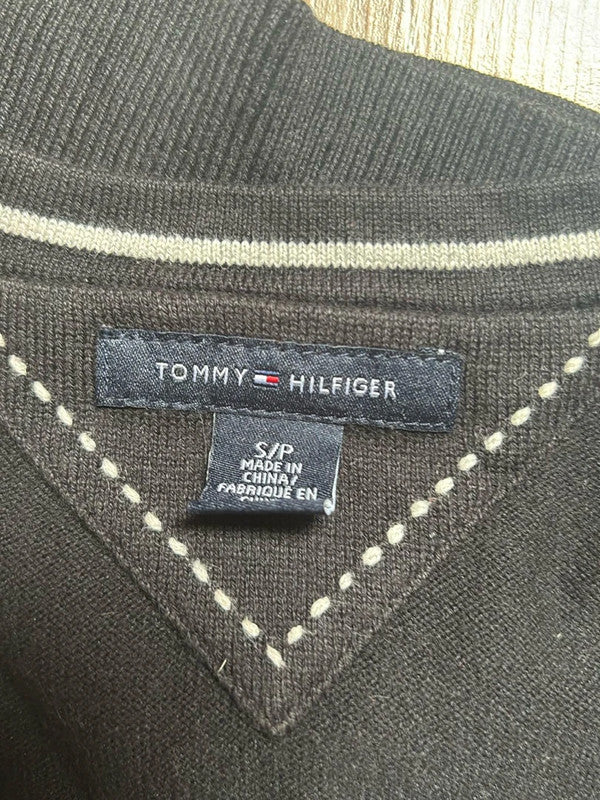 TOMMY HILFIGER
S/P
MADE IN
CHINA/
FABRIQUÉ EN